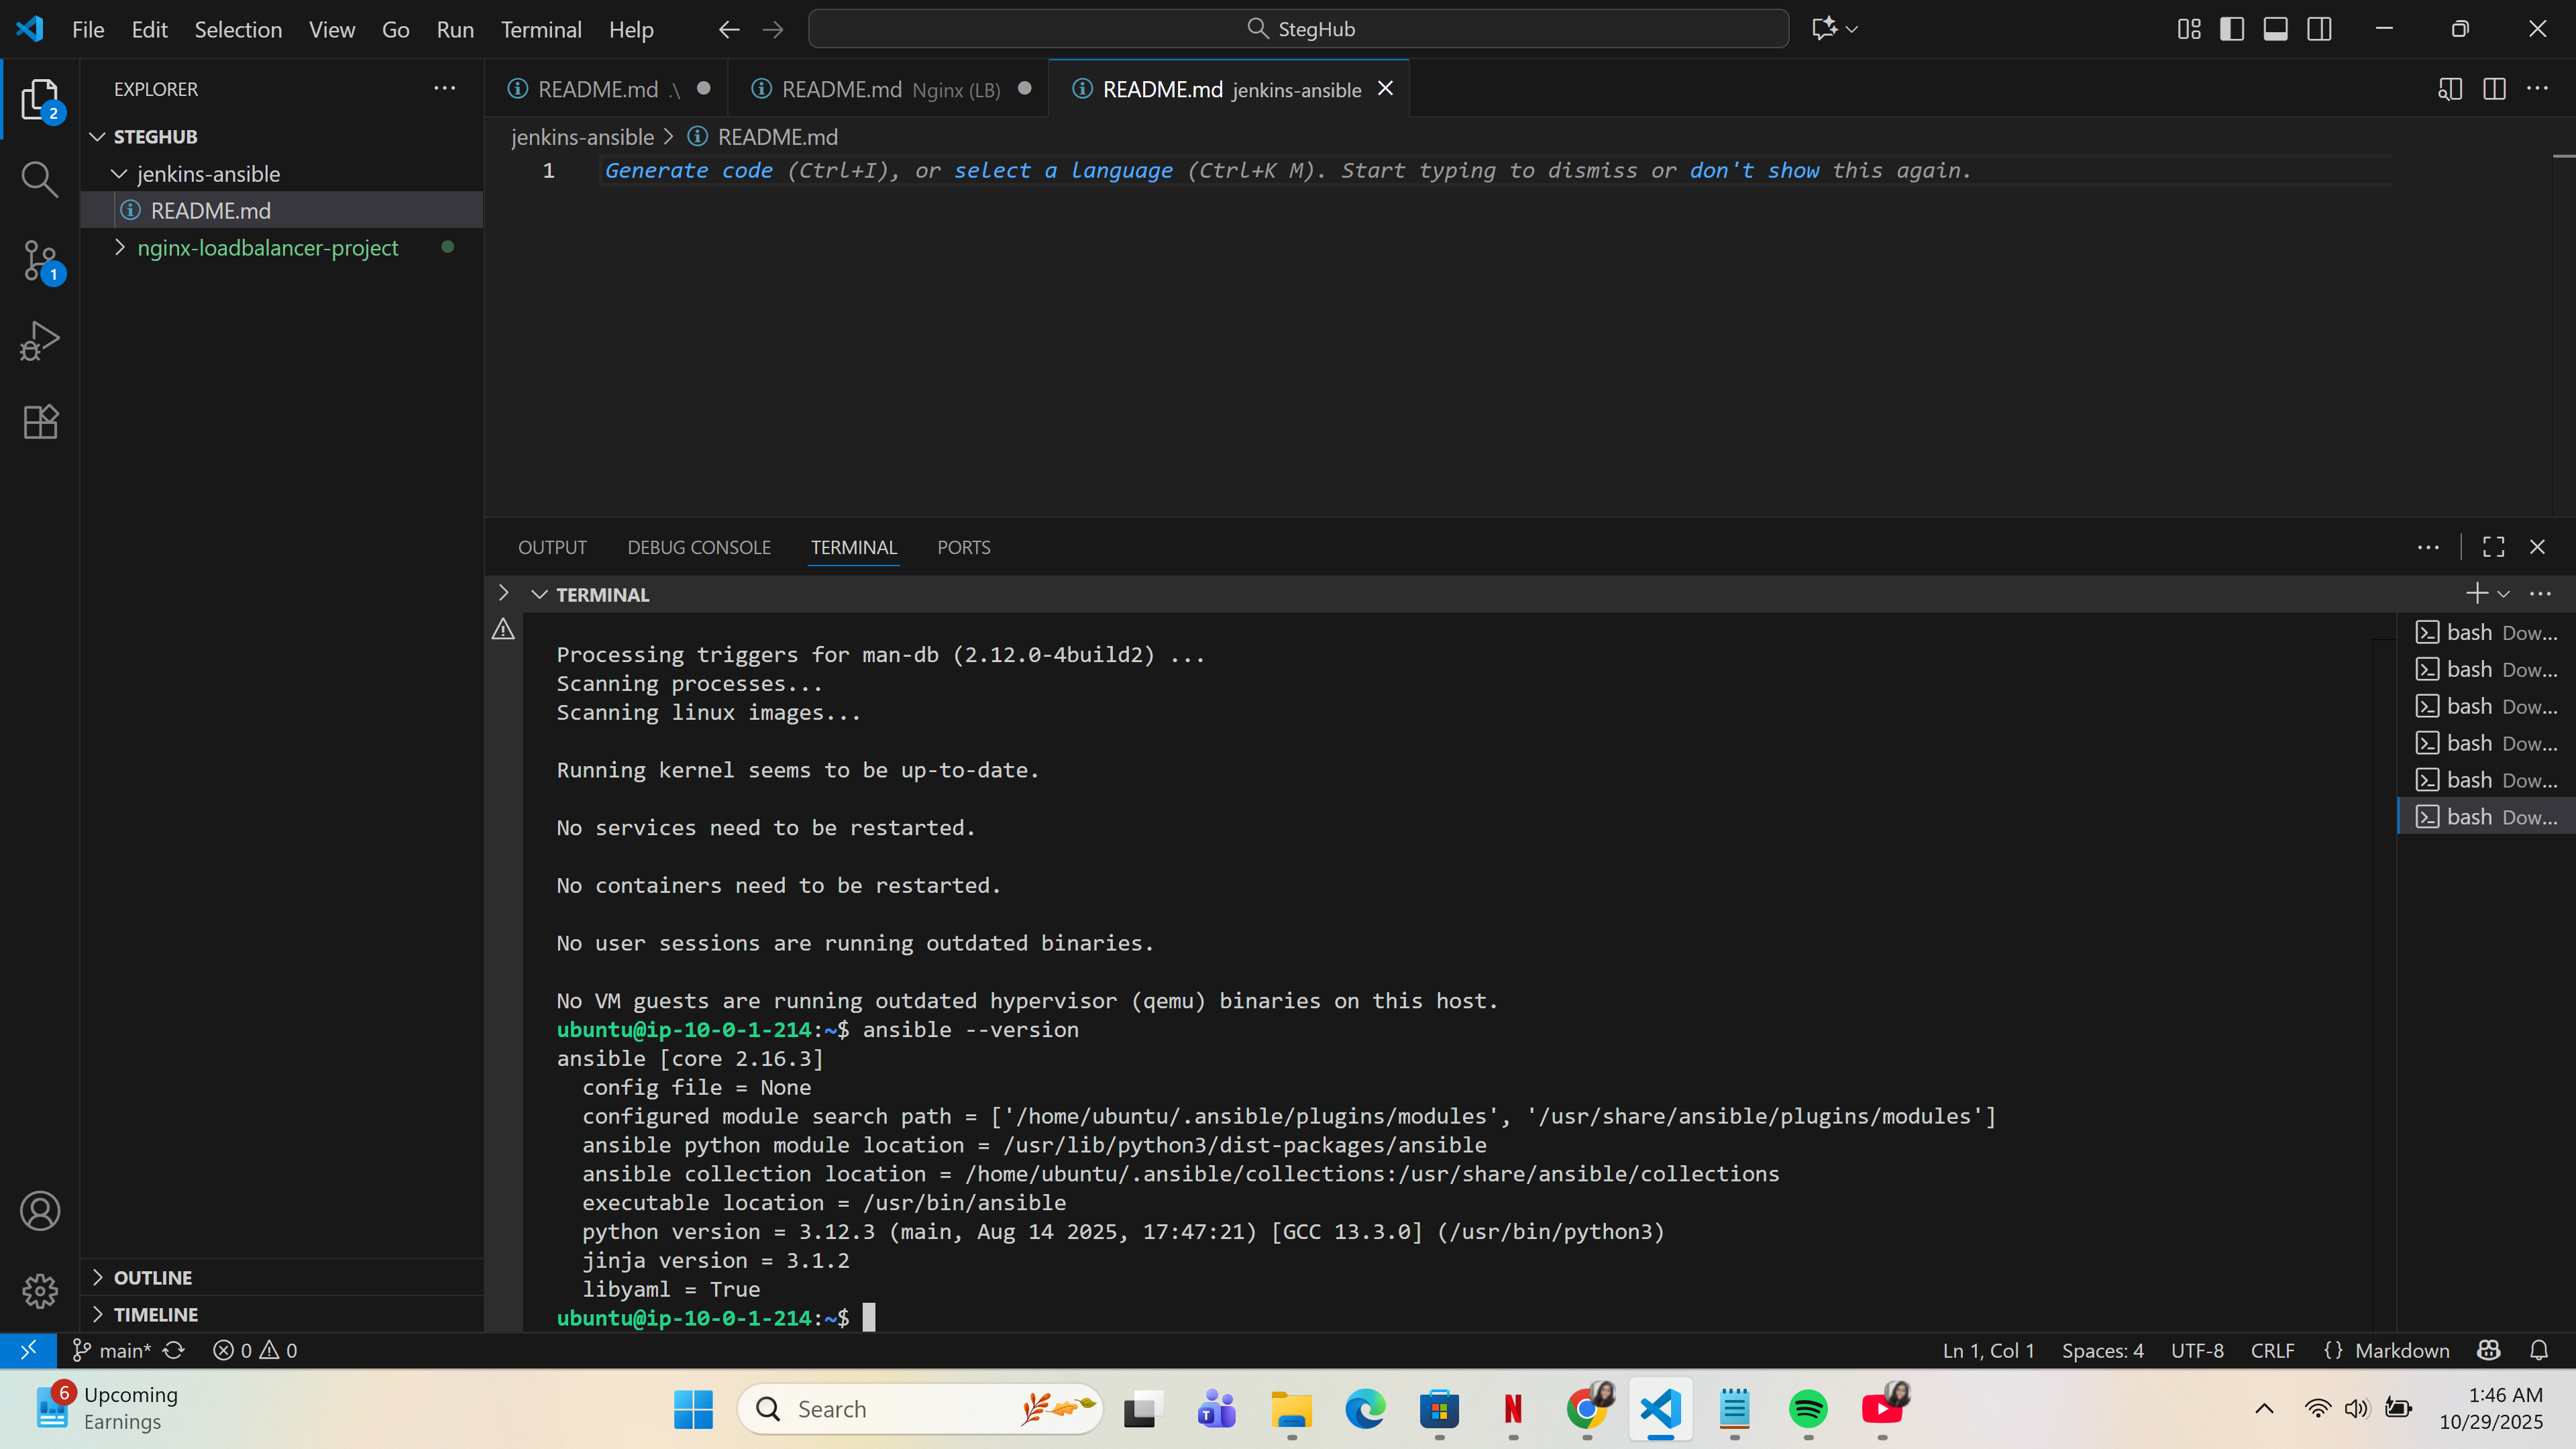 File Edit Selection View Go Run Terminal Help StegHub
EXPLORER
README.md .\ README.md Nginx (LB) README.md jenkins-ansible
2
STEGHUB
jenkins-ansible
README.md
nginx-loadbalancer-project
1
jenkins-ansible > README.md
1 Generate code (Ctrl+I), or select a language (Ctrl+K M). Start typing to dismiss or don't show this again.
OUTPUT DEBUG CONSOLE TERMINAL PORTS
TERMINAL
Processing triggers for man-db (2.12.0-4build2) ...
Scanning processes...
Scanning linux images...
Running kernel seems to be up-to-date.
No services need to be restarted.
No containers need to be restarted.
No user sessions are running outdated binaries.
No VM guests are running outdated hypervisor (qemu) binaries on this host.
ubuntu@ip-10-0-1-214:~$ ansible --version
ansible [core 2.16.3]
config file = None
configured module search path = ['/home/ubuntu/.ansible/plugins/modules', '/usr/share/ansible/plugins/modules']
ansible python module location = /usr/lib/python3/dist-packages/ansible
ansible collection location = /home/ubuntu/.ansible/collections:/usr/share/ansible/collections
executable location = /usr/bin/ansible
python version = 3.12.3 (main, Aug 14 2025, 17:47:21) [GCC 13.3.0] (/usr/bin/python3)
jinja version = 3.1.2
libyaml = True
ubuntu@ip-10-0-1-214:~$
bash Dow...
bash Dow...
bash Dow...
bash Dow...
bash Dow...
bash Dow...
OUTLINE
TIMELINE
main* 0 0 Ln 1, Col 1 Spaces: 4 UTF-8 CRLF {} Markdown
6
Upcoming
Earnings
Search
T
N
1:46 AM
10/29/2025